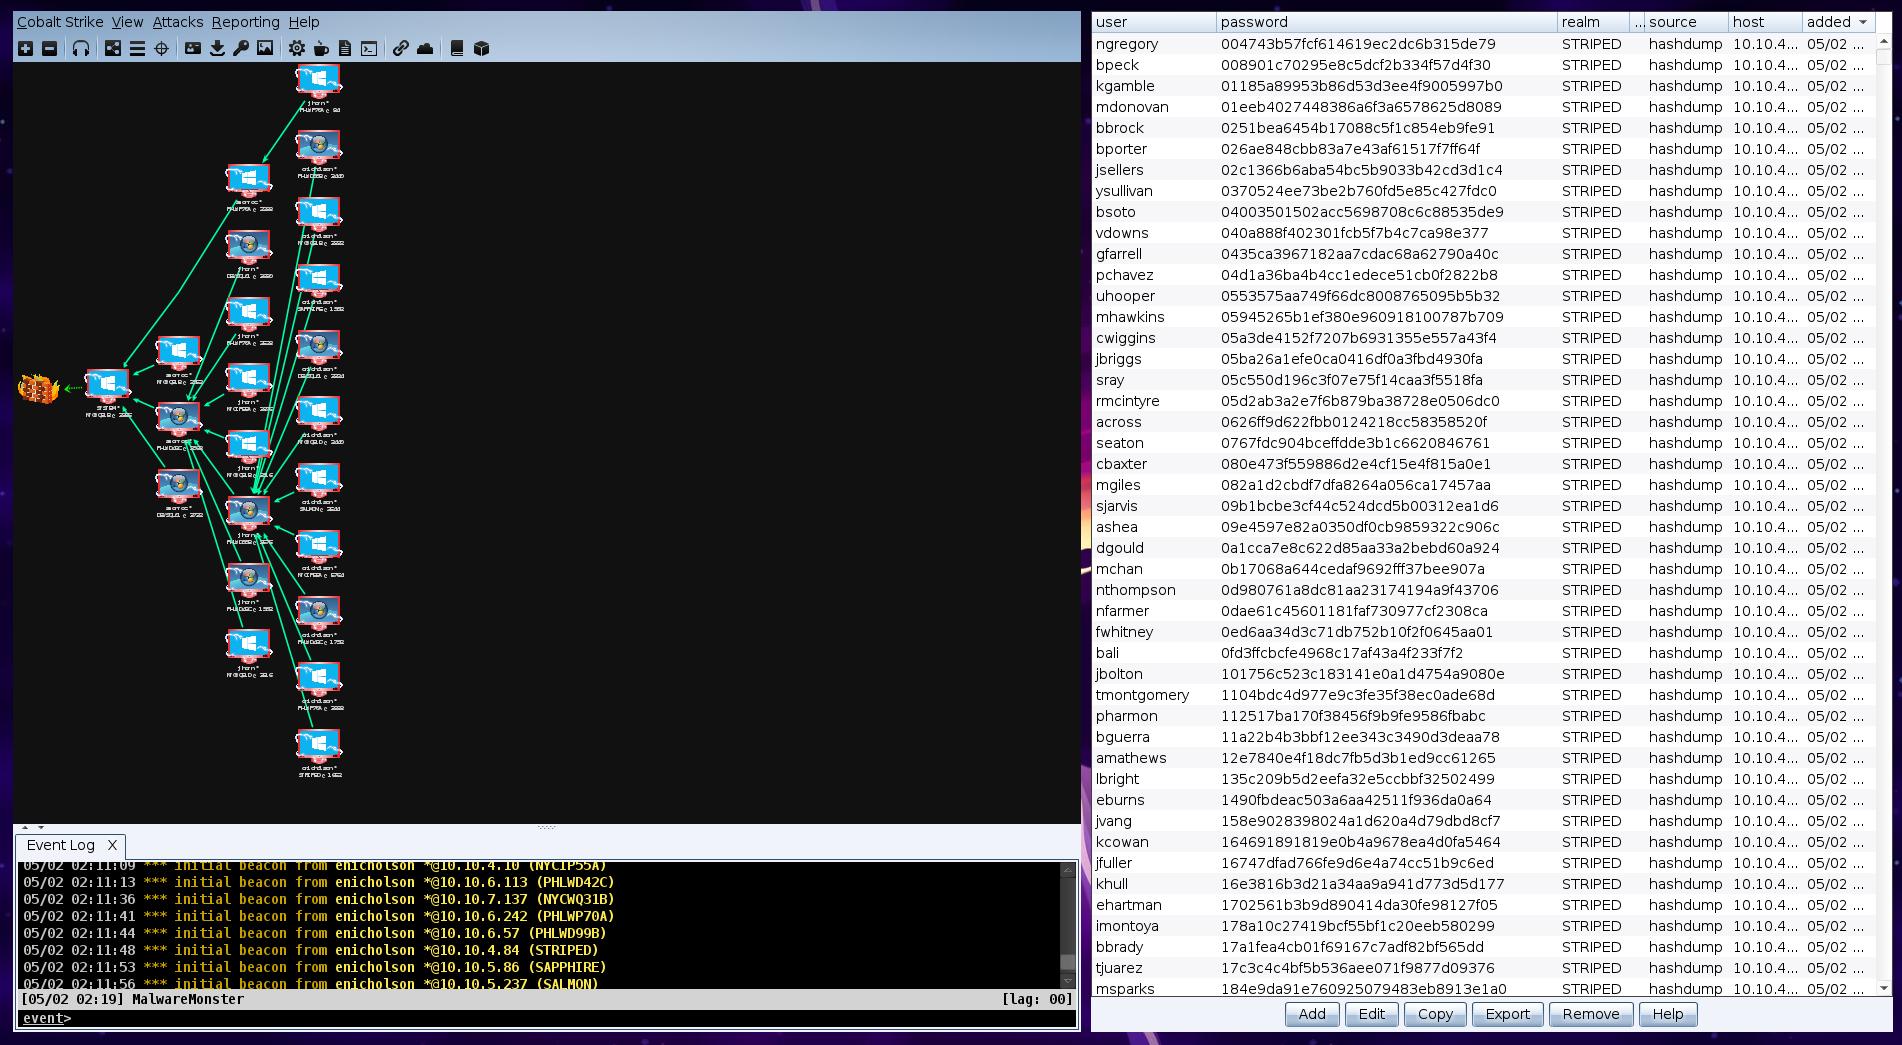 Cobalt Strike View Attacks Reporting Help
Event Log X
05/02 02:11:09 *** initial beacon from enicholson *@10.10.4.10 (NYCIP55A)
05/02 02:11:13 *** initial beacon from enicholson *@10.10.6.113 (PHLWD42C)
05/02 02:11:36 *** initial beacon from enicholson *@10.10.7.137 (NYCWQ31B)
05/02 02:11:41 *** initial beacon from enicholson *@10.10.6.242 (PHLWP70A)
05/02 02:11:44 *** initial beacon from enicholson *@10.10.6.57 (PHLWD99B)
05/02 02:11:48 *** initial beacon from enicholson *@10.10.4.84 (STRIPED)
05/02 02:11:53 *** initial beacon from enicholson *@10.10.5.86 (SAPPHIRE)
05/02 02:11:56 *** initial beacon from enicholson *@10.10.5.237 (SALMON)
[05/02 02:19] MalwareMonster [lag: 00]
event>
user password realm ... source host added
ngregory 004743b57fcf614619ec2dc6b315de79 STRIPED hashdump 10.10.4... 05/02 ...
bpeck 008901c70295e8c5dcf2b334f57d4f30 STRIPED hashdump 10.10.4... 05/02 ...
kgamble 01185a89953b86d53d3ee4f9005997b0 STRIPED hashdump 10.10.4... 05/02 ...
mdonovan 01eeb4027448386a6f3a6578625d8089 STRIPED hashdump 10.10.4... 05/02 ...
bbrock 0251bea6454b17088c5f1c854eb9fe91 STRIPED hashdump 10.10.4... 05/02 ...
bporter 026ae848cbb83a7e43af61517f7ff64f STRIPED hashdump 10.10.4... 05/02 ...
jsellers 02c1366b6aba54bc5b9033b42cd3d1c4 STRIPED hashdump 10.10.4... 05/02 ...
ysullivan 0370524ee73be2b760fd5e85c427fdc0 STRIPED hashdump 10.10.4... 05/02 ...
bsoto 04003501502acc5698708c6c88535de9 STRIPED hashdump 10.10.4... 05/02 ...
vdowns 040a888f402301fcb5f7b4c7ca98e377 STRIPED hashdump 10.10.4... 05/02 ...
gfarrell 0435ca3967182aa7cdac68a62790a40c STRIPED hashdump 10.10.4... 05/02 ...
pchavez 04d1a36ba4b4cc1edece51cb0f2822b8 STRIPED hashdump 10.10.4... 05/02 ...
uhooper 0553575aa749f66dc8008765095b5b32 STRIPED hashdump 10.10.4... 05/02 ...
mhawkins 05945265b1ef380e960918100787b709 STRIPED hashdump 10.10.4... 05/02 ...
cwiggins 05a3de4152f7207b6931355e557a43f4 STRIPED hashdump 10.10.4... 05/02 ...
jbriggs 05ba26a1efe0ca0416df0a3fbd4930fa STRIPED hashdump 10.10.4... 05/02 ...
sray 05c550d196c3f07e75f14caa3f5518fa STRIPED hashdump 10.10.4... 05/02 ...
rmcintyre 05d2ab3a2e7f6b879ba38728e0506dc0 STRIPED hashdump 10.10.4... 05/02 ...
across 0626ff9d622fbb0124218cc58358520f STRIPED hashdump 10.10.4... 05/02 ...
seaton 0767fdc904bceffdde3b1c6620846761 STRIPED hashdump 10.10.4... 05/02 ...
cbaxter 080e473f559886d2e4cf15e4f815a0e1 STRIPED hashdump 10.10.4... 05/02 ...
mgiles 082a1d2cbdf7dfa8264a056ca17457aa STRIPED hashdump 10.10.4... 05/02 ...
sjarvis 09b1bcbe3cf44c524dcd5b00312ea1d6 STRIPED hashdump 10.10.4... 05/02 ...
ashea 09e4597e82a0350df0cb9859322c906c STRIPED hashdump 10.10.4... 05/02 ...
dgould 0a1cca7e8c622d85aa33a2bebd60a924 STRIPED hashdump 10.10.4... 05/02 ...
mchan 0b17068a644cedaf9692fff37bee907a STRIPED hashdump 10.10.4... 05/02 ...
nthompson 0d980761a8dc81aa23174194a9f43706 STRIPED hashdump 10.10.4... 05/02 ...
nfarmer 0dae61c45601181faf730977cf2308ca STRIPED hashdump 10.10.4... 05/02 ...
fwhitney 0ed6aa34d3c71db752b10f2f0645aa01 STRIPED hashdump 10.10.4... 05/02 ...
bali 0fd3ffcbcfe4968c17af43a4f233f7f2 STRIPED hashdump 10.10.4... 05/02 ...
jbolton 101756c523c183141e0a1d4754a9080e STRIPED hashdump 10.10.4... 05/02 ...
tmontgomery 1104bdc4d977e9c3fe35f38ec0ade68d STRIPED hashdump 10.10.4... 05/02 ...
pharmon 112517ba170f38456f9b9fe9586fbabc STRIPED hashdump 10.10.4... 05/02 ...
bguerra 11a22b4b3bbf12ee343c3490d3deaa78 STRIPED hashdump 10.10.4... 05/02 ...
amathews 12e7840e4f18dc7fb5d3b1ed9cc61265 STRIPED hashdump 10.10.4... 05/02 ...
lbright 135c209b5d2eefa32e5ccbbf32502499 STRIPED hashdump 10.10.4... 05/02 ...
eburns 1490fbdeac503a6aa42511f936da0a64 STRIPED hashdump 10.10.4... 05/02 ...
jvang 158e9028398024a1d620a4d79dbd8cf7 STRIPED hashdump 10.10.4... 05/02 ...
kcowan 164691891819e0b4a9678ea4d0fa5464 STRIPED hashdump 10.10.4... 05/02 ...
jfuller 16747dfad766fe9d6e4a74cc51b9c6ed STRIPED hashdump 10.10.4... 05/02 ...
khull 16e3816b3d21a34aa9a941d773d5d177 STRIPED hashdump 10.10.4... 05/02 ...
ehartman 1702561b3b9d890414da30fe98127f05 STRIPED hashdump 10.10.4... 05/02 ...
imontoya 178a10c27419bcf55bf1c20eeb580299 STRIPED hashdump 10.10.4... 05/02 ...
bbrady 17a1fea4cb01f69167c7adf82bf565dd STRIPED hashdump 10.10.4... 05/02 ...
tjuarez 17c3c4c4bf5b536aee071f9877d09376 STRIPED hashdump 10.10.4... 05/02 ...
msparks 184e9da91e760925079483eb8913e1a0 STRIPED hashdump 10.10.4... 05/02 ...
Add Edit Copy Export Remove Help